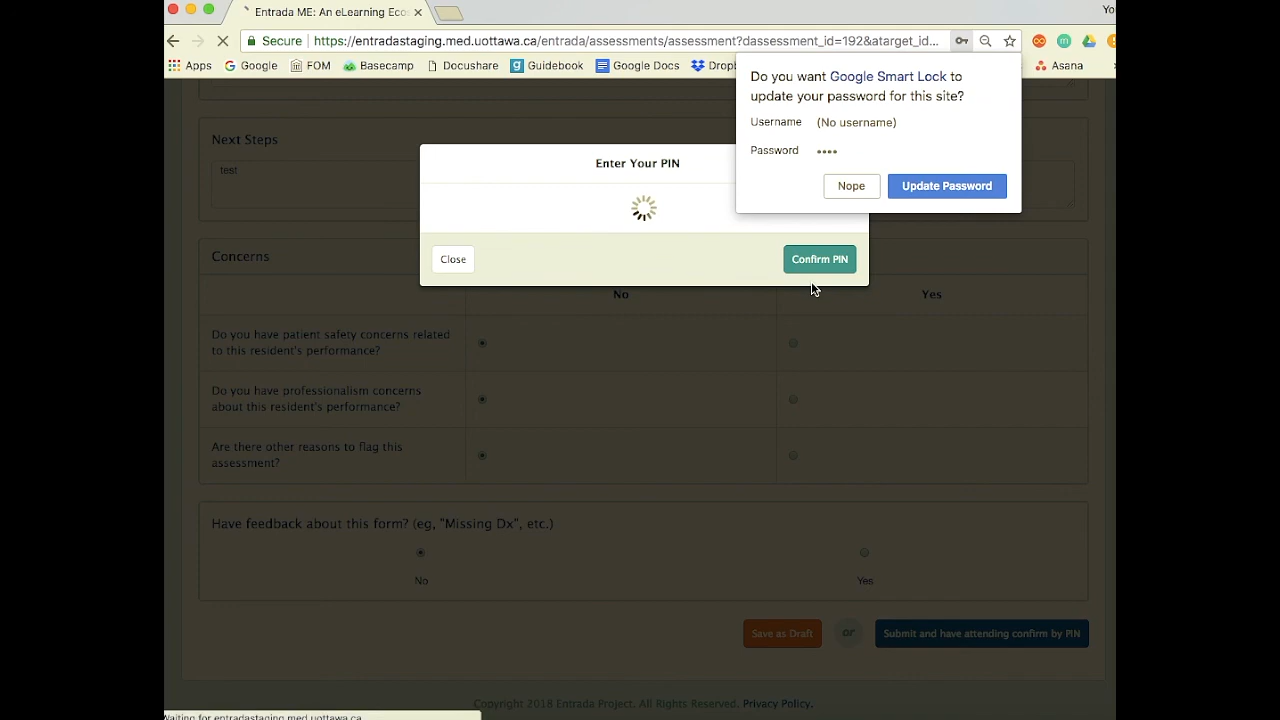 Entrada ME: An eLearning Eco
Yo
Secure https://entradastaging.med.uottawa.ca/entrada/assessments/assessment?dassessment_id=192&atarget_id...
Apps Google FOM Basecamp Docushare Guidebook Google Docs Dropb Asana
Do you want Google Smart Lock to
update your password for this site?
Username (No username)
Password ••••
Nope Update Password
Next Steps
test
Enter Your PIN
Close Confirm PIN
Concerns
No Yes
Do you have patient safety concerns related
to this resident's performance?
Do you have professionalism concerns
about this resident's performance?
Are there other reasons to flag this
assessment?
Have feedback about this form? (eg, "Missing Dx", etc.)
No Yes
Save as Draft or Submit and have attending confirm by PIN
Copyright 2018 Entrada Project. All Rights Reserved. Privacy Policy.
Waiting for entradastaging.med.uottawa.ca